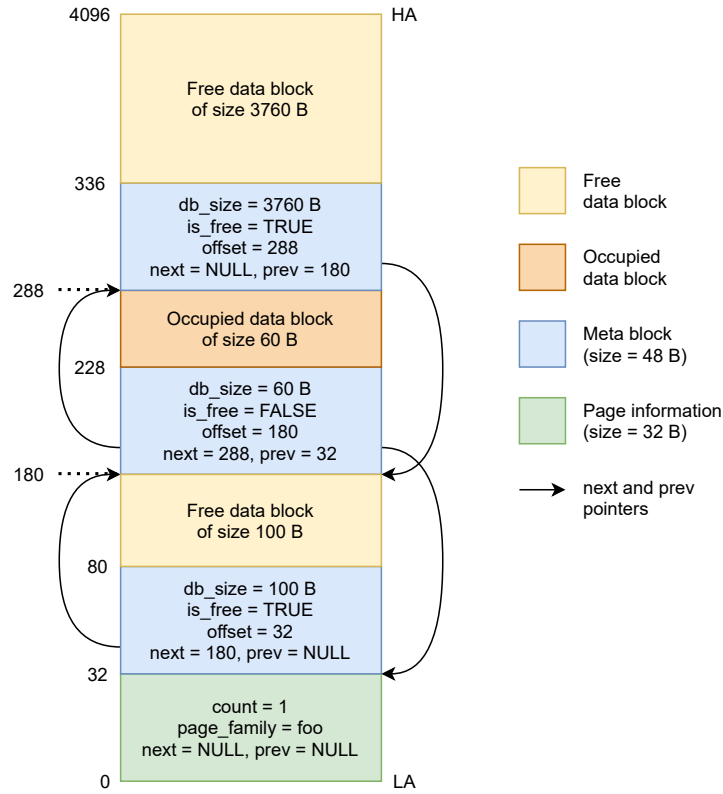 4096
HA
Free data block
of size 3760 B
336
db_size = 3760 B
is_free = TRUE
offset = 288
next = NULL, prev = 180
288
Occupied data block
of size 60 B
228
db_size = 60 B
is_free = FALSE
offset = 180
next = 288, prev = 32
180
Free data block
of size 100 B
80
db_size = 100 B
is_free = TRUE
offset = 32
next = 180, prev = NULL
32
count = 1
page_family = foo
next = NULL, prev = NULL
0
LA
Free
data block
Occupied
data block
Meta block
(size = 48 B)
Page information
(size = 32 B)
next and prev
pointers